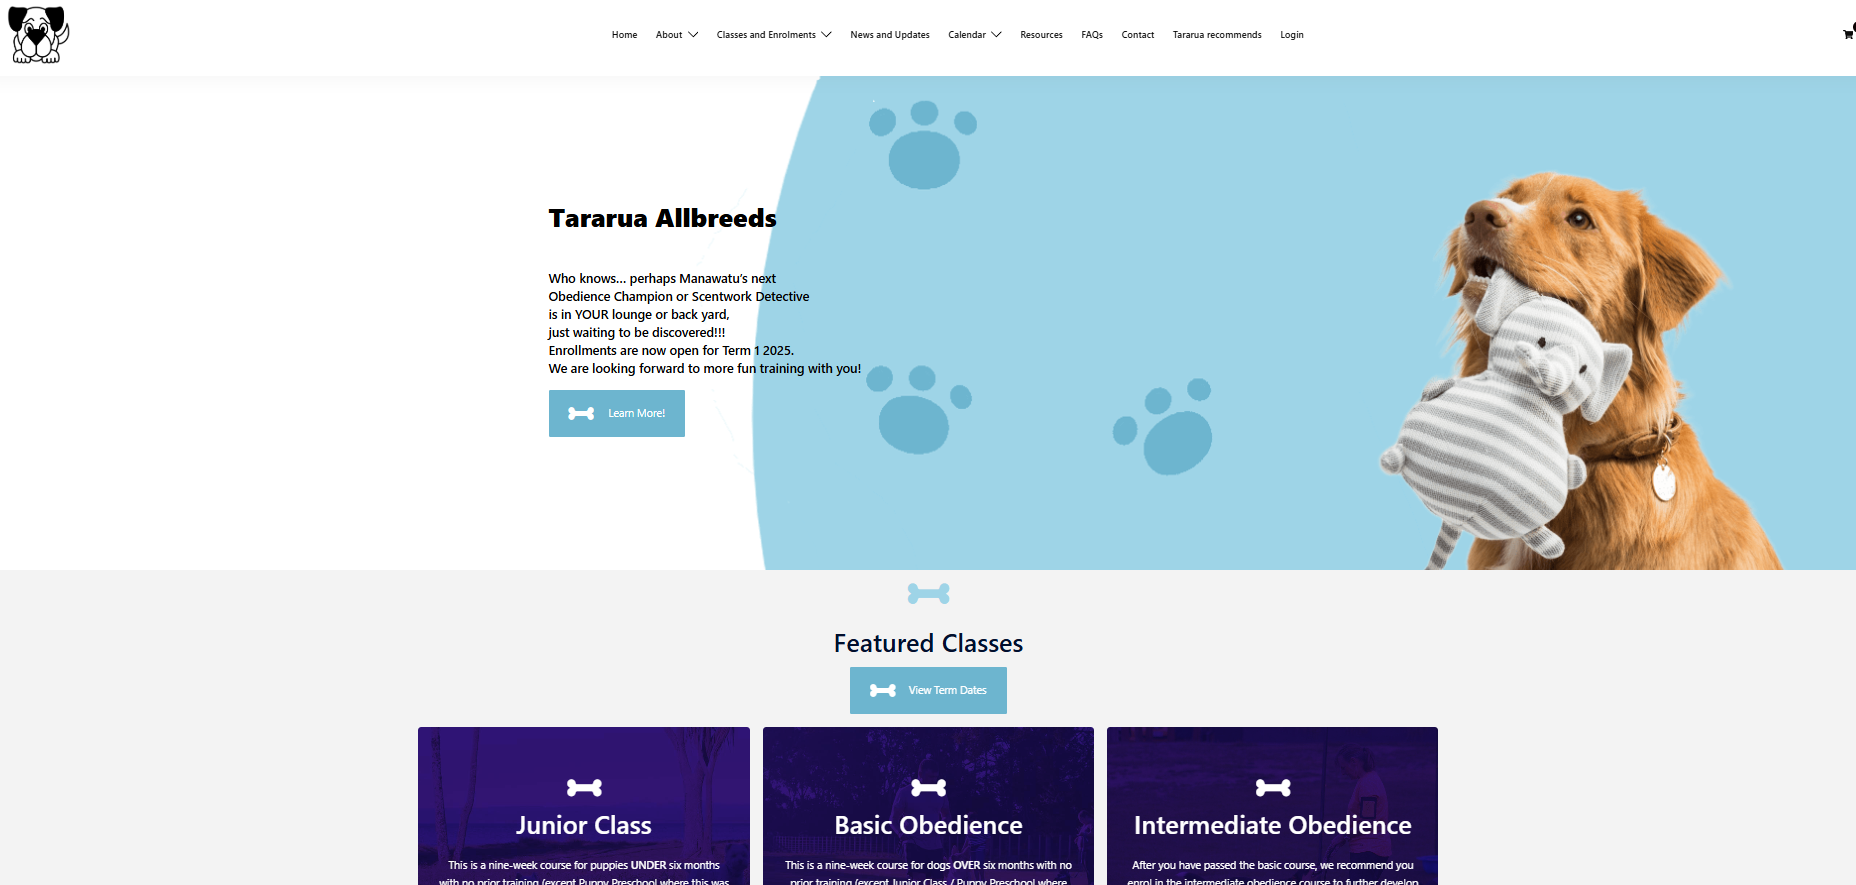 Home About Classes and Enrolments News and Updates Calendar Resources FAQs Contact Tararua recommends Login
Tararua Allbreeds
Who knows... perhaps Manawatu's next
Obedience Champion or Scentwork Detective
is in YOUR lounge or back yard,
just waiting to be discovered!!!
Enrollments are now open for Term 1 2025.
We are looking forward to more fun training with you!
Learn More!
Featured Classes
View Term Dates
Junior Class
This is a nine-week course for puppies UNDER six months
with no prior training (except Puppy Preschool where this was
Basic Obedience
This is a nine-week course for dogs OVER six months with no
prior training (except Junior Class / Puppy Preschool where
Intermediate Obedience
After you have passed the basic course, we recommend you
enrol in the intermediate obedience course to further develop